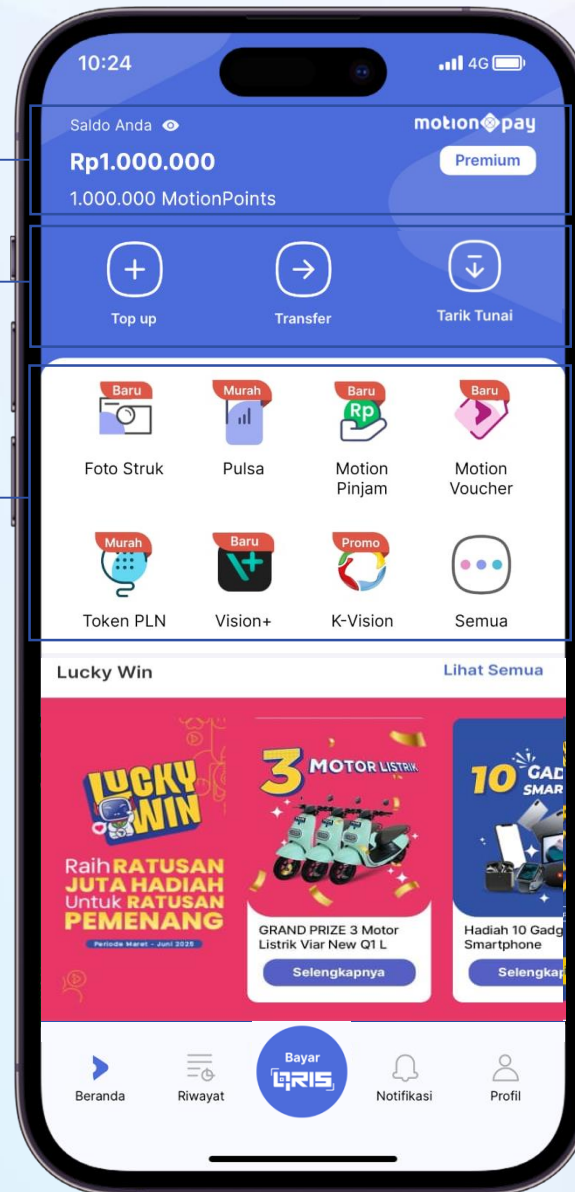 10:24
4G
Saldo Anda
motion pay
Rp1.000.000
Premium
1.000.000 MotionPoints
Top up
Transfer
Tarik Tunai
Baru
Murah
Baru
Baru
Rp
Foto Struk
Pulsa
Motion
Pinjam
Motion
Voucher
Murah
Baru
Promo
V+
Token PLN
Vision+
K-Vision
Semua
Lucky Win
Lihat Semua
LUCKY
WIN
Raih RATUSAN
JUTA HADIAH
Untuk RATUSAN
PEMENANG
Periode Maret - Juni 2025
3 MOTOR LISTRIK
GRAND PRIZE 3 Motor
Listrik Viar New Q1 L
Selengkapnya
10 GAD
SMAR
Hadiah 10 Gadg
Smartphone
Selengkap
Beranda
Riwayat
Bayar
QRIS
Notifikasi
Profil